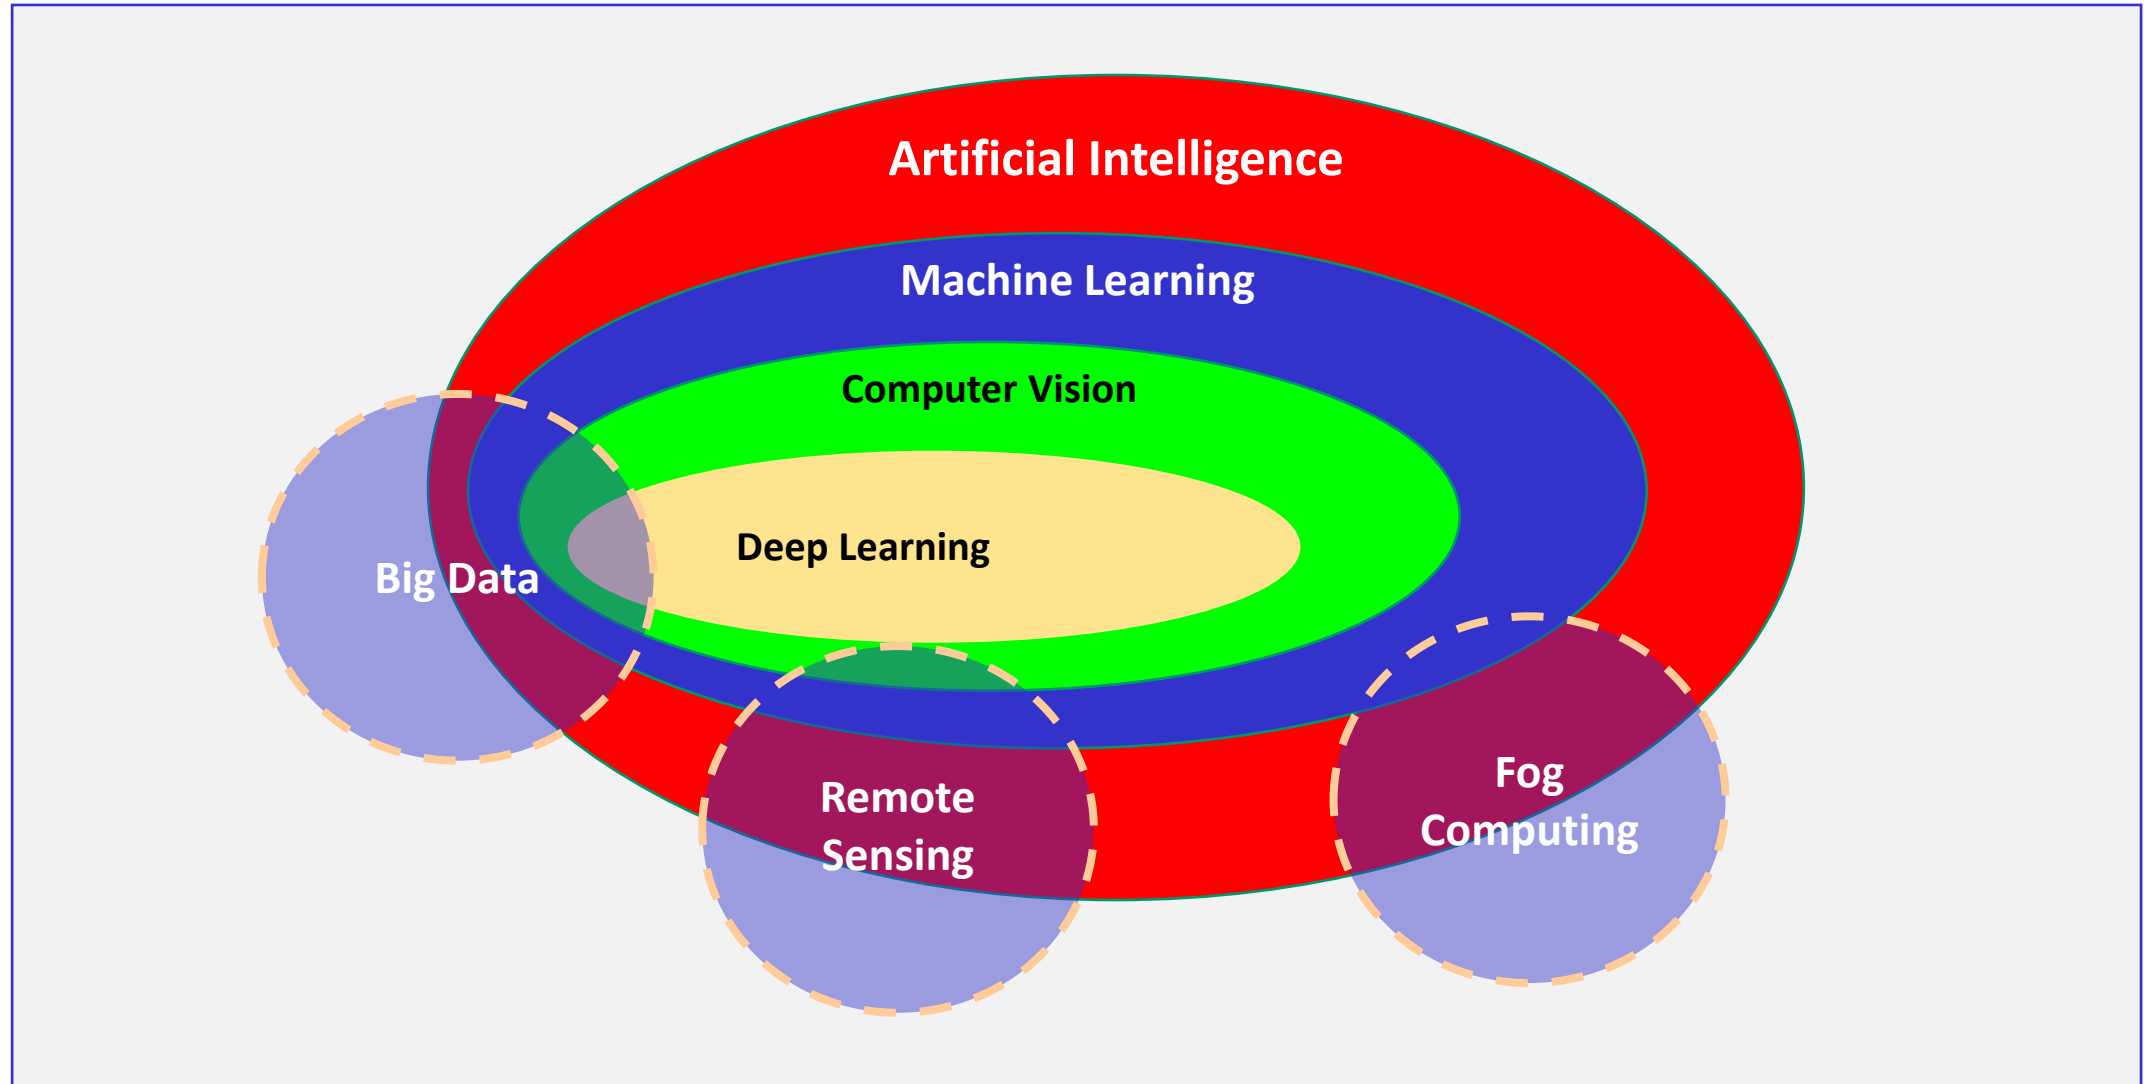 Artificial Intelligence
Machine Learning
Computer Vision
Deep Learning
Big Data
Remote
Sensing
Fog
Computing